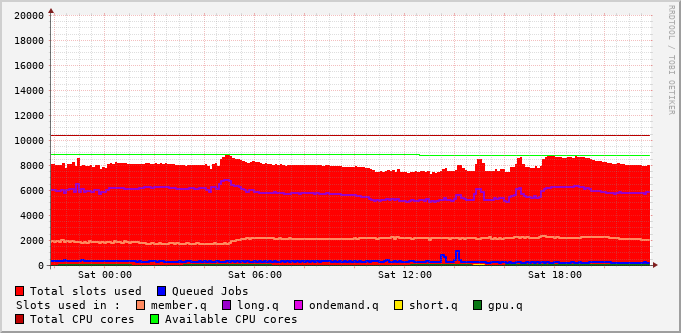 RRDTOOL / TOBI OETIKER
20000
18000
16000
14000
12000
10000
8000
6000
4000
2000
0
Sat 00:00 Sat 06:00 Sat 12:00 Sat 18:00
Total slots used Queued Jobs
Slots used in : member.q long.q ondemand.q short.q gpu.q
Total CPU cores Available CPU cores